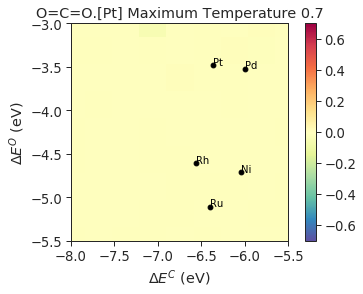 O=C=O.[Pt] Maximum Temperature 0.7
−3.0
−3.5
−4.0
−4.5
−5.0
−5.5
ΔE^O (eV)
Pt
Pd
Rh
Ni
Ru
−8.0 −7.5 −7.0 −6.5 −6.0 −5.5
ΔE^C (eV)
0.6
0.4
0.2
0.0
−0.2
−0.4
−0.6